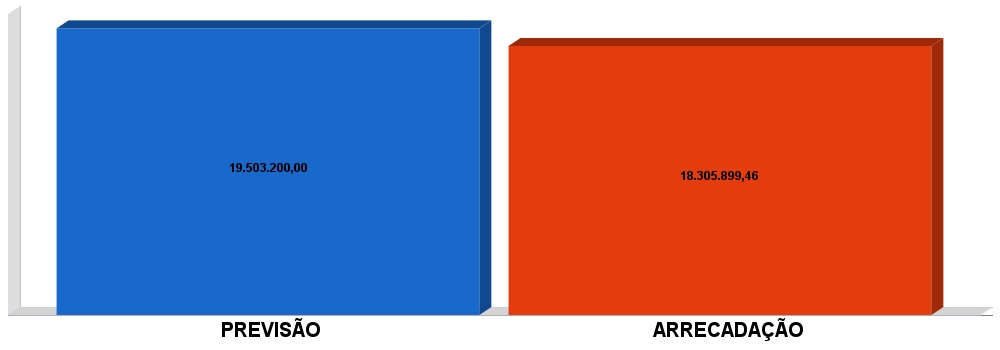 19.503.200,00
18.305.899,46
PREVISÃO
ARRECADAÇÃO